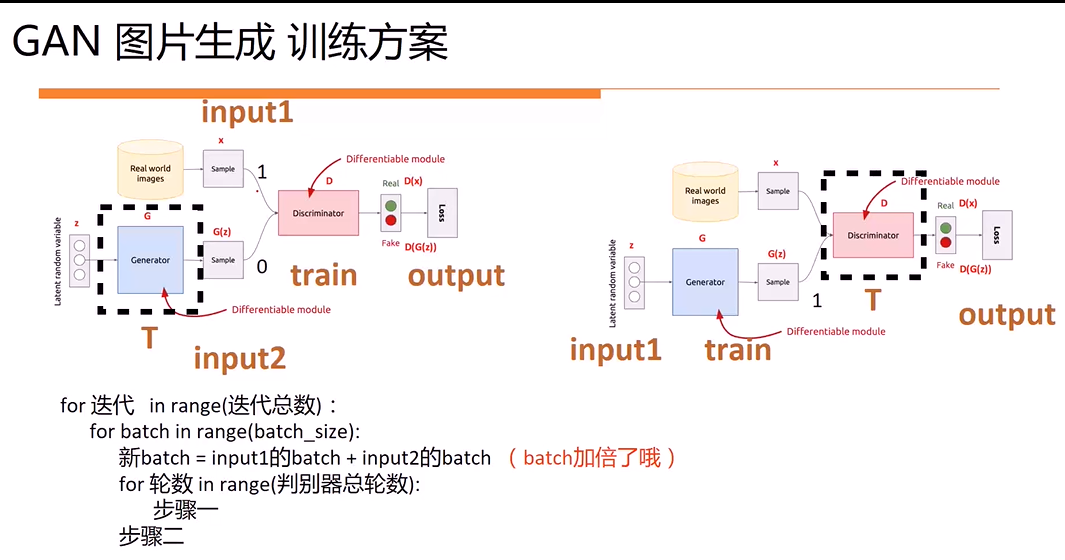 GAN 图片生成 训练方案
input1
x
Real world
images
Sample
1
Differentiable module
D
Discriminator
Real
D(x)
Loss
Fake
D(G(z))
z
Latent random variable
G
Generator
G(z)
Sample
0
train
output
Differentiable module
T
input2
x
Real world
images
Sample
Differentiable module
D
Discriminator
Real
D(x)
Loss
Fake
D(G(z))
z
Latent random variable
G
Generator
G(z)
Sample
1
T
output
Differentiable module
input1
train
for 迭代 in range(迭代总数) :
for batch in range(batch_size):
新batch = input1的batch + input2的batch （batch加倍了哦）
for 轮数 in range(判别器总轮数):
步骤一
步骤二